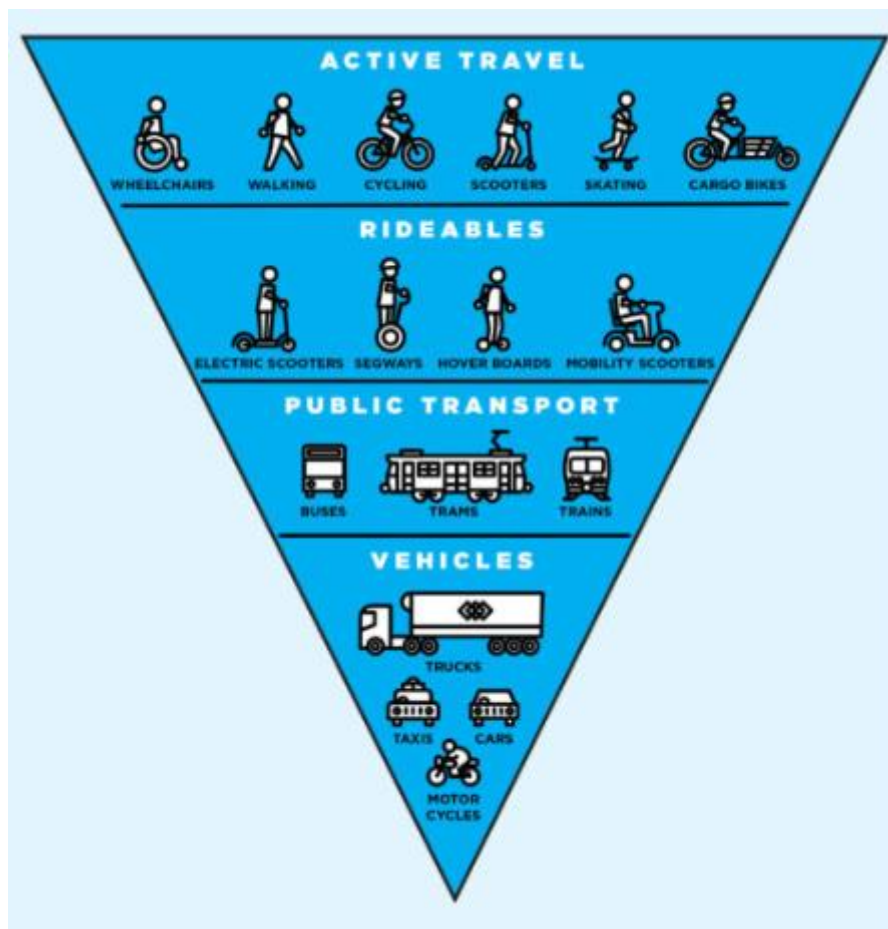 ACTIVE TRAVEL
WHEELCHAIRS WALKING CYCLING SCOOTERS SKATING CARGO BIKES
RIDEABLES
ELECTRIC SCOOTERS SEGWAYS HOVER BOARDS MOBILITY SCOOTERS
PUBLIC TRANSPORT
BUSES TRAMS TRAINS
VEHICLES
TRUCKS
TAXIS CARS
MOTOR
CYCLES